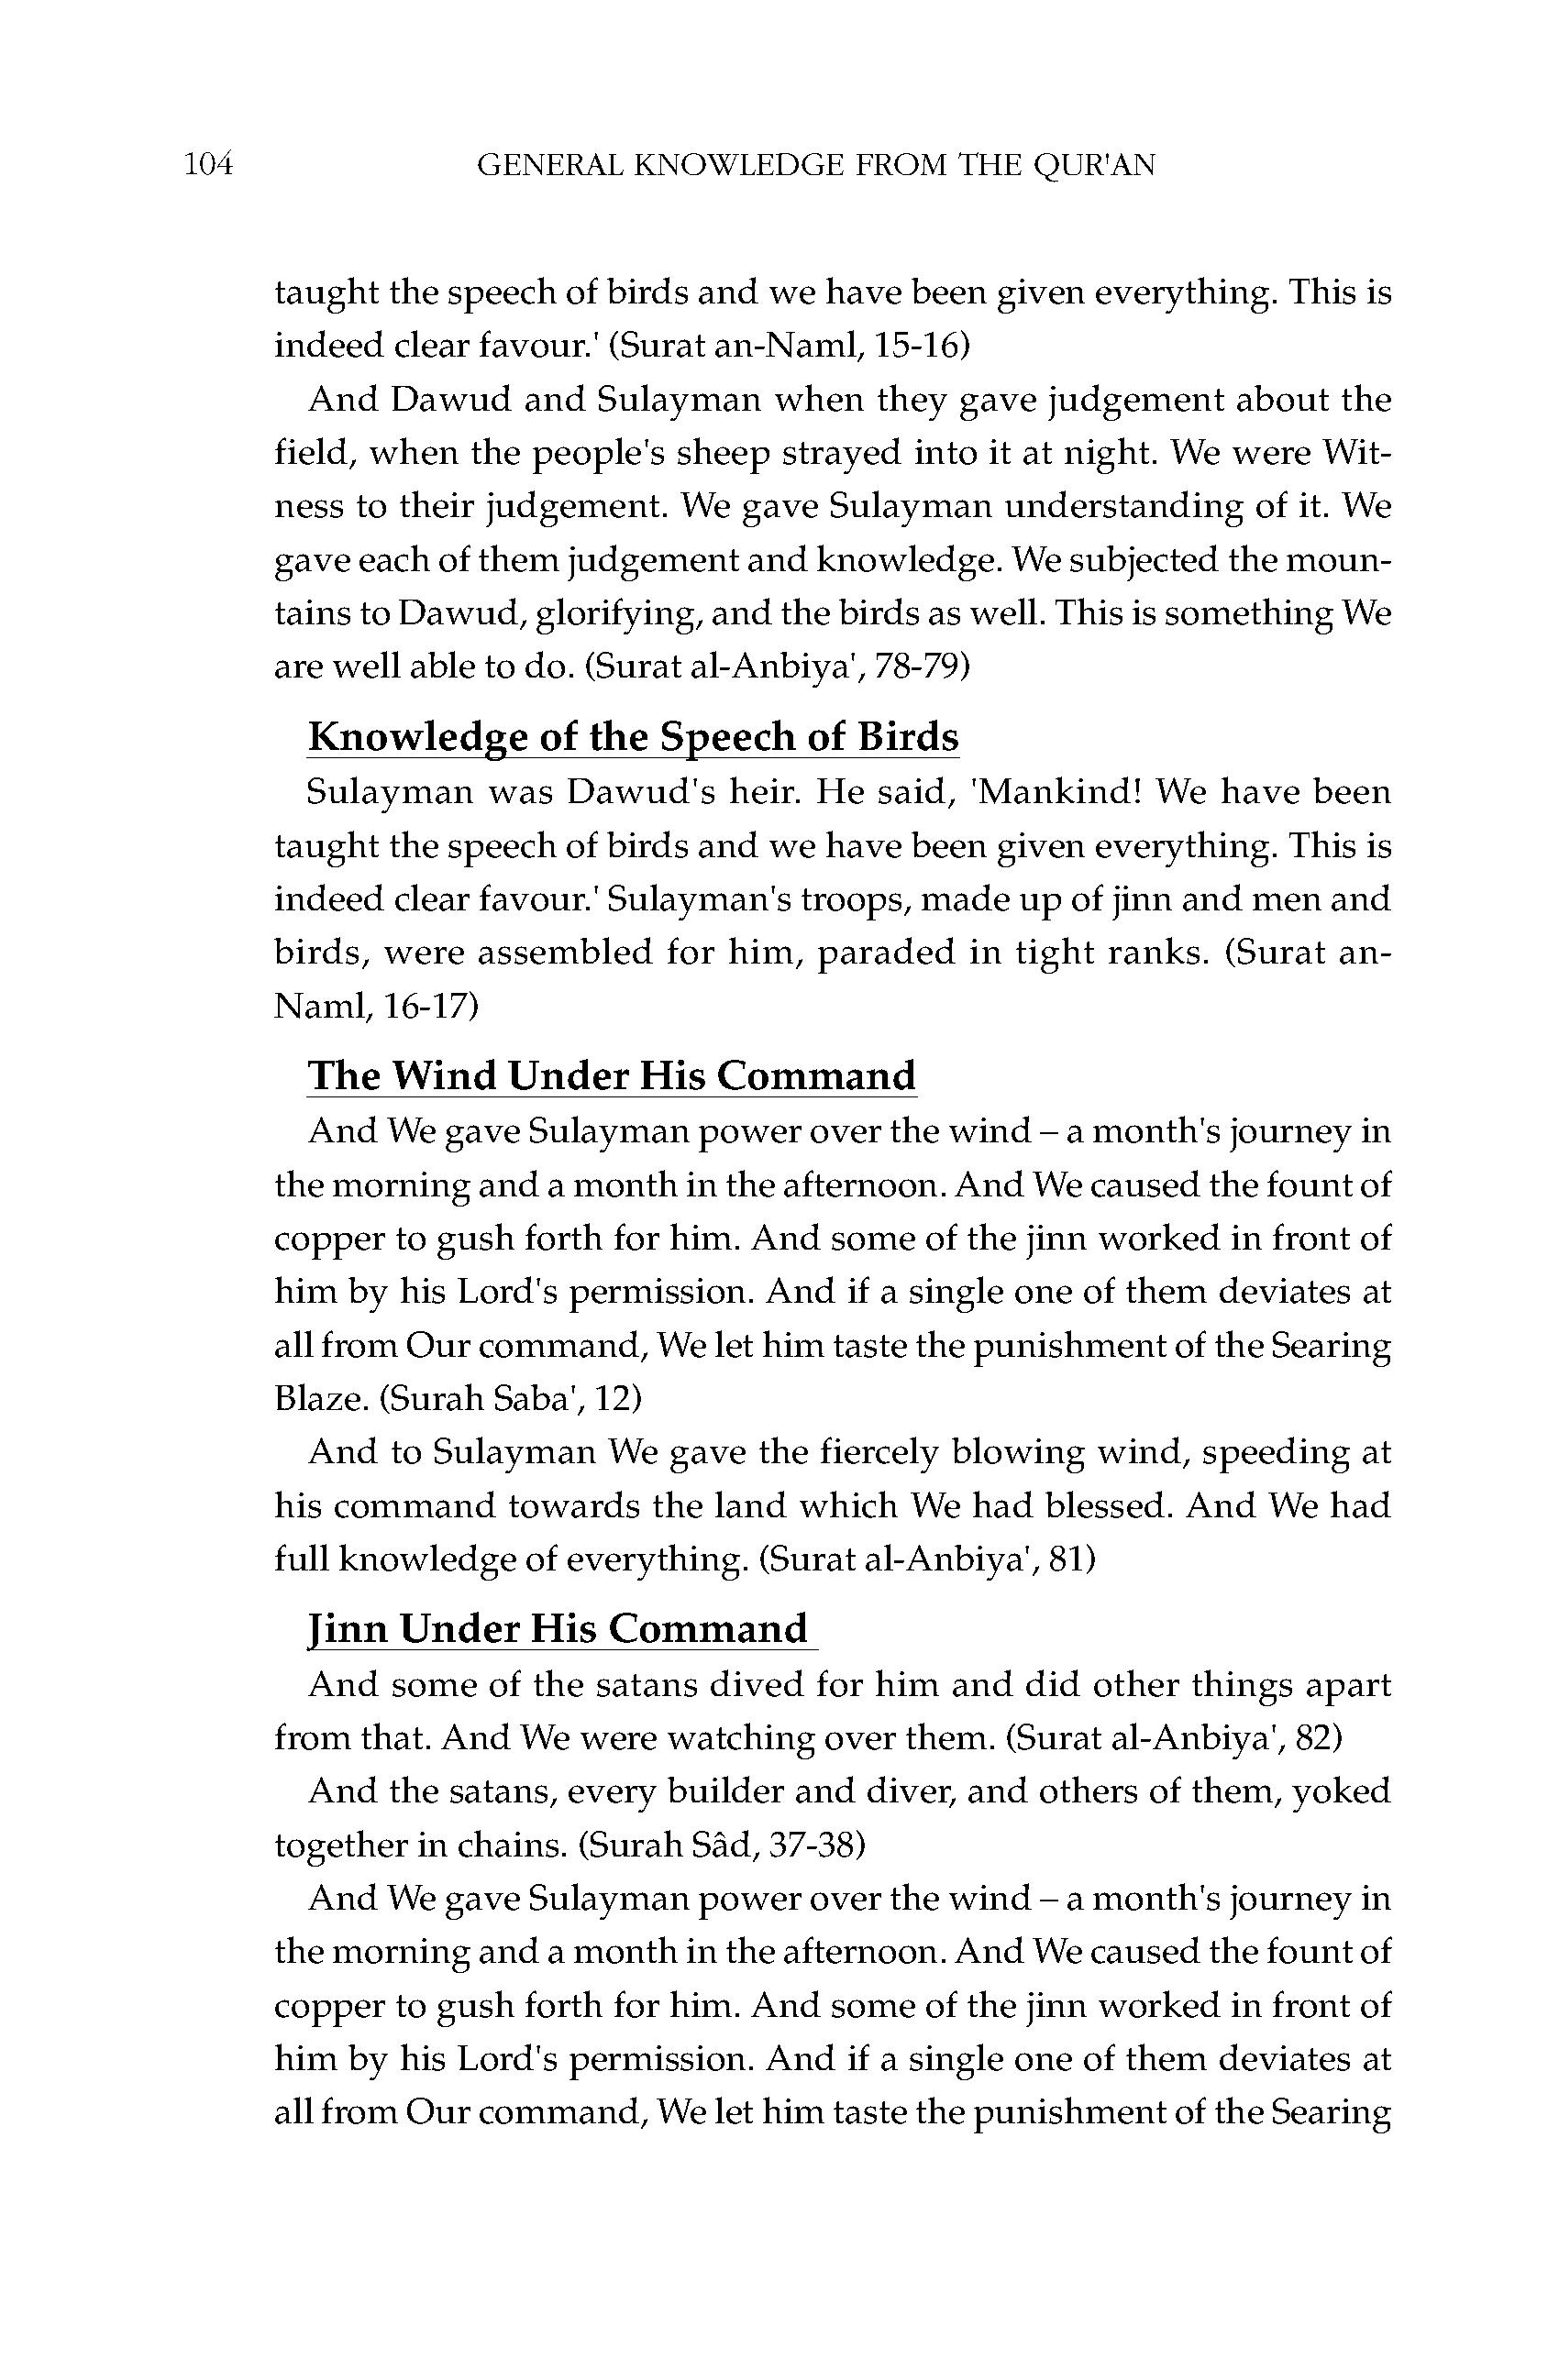 104 GENERAL KNOWLEDGE FROM THE QUR'AN
taught the speech of birds and we have been given everything. This is
indeed clear favour.' (Surat an-Naml, 15-16)
And Dawud and Sulayman when they gave judgement about the
field, when the people's sheep strayed into it at night. We were Wit-
ness to their judgement. We gave Sulayman understanding of it. We
gave each of them judgement and knowledge. We subjected the moun-
tains to Dawud, glorifying, and the birds as well. This is something We
are well able to do. (Surat al-Anbiya', 78-79)
Knowledge of the Speech of Birds
Sulayman was Dawud's heir. He said, 'Mankind! We have been
taught the speech of birds and we have been given everything. This is
indeed clear favour.' Sulayman's troops, made up of jinn and men and
birds, were assembled for him, paraded in tight ranks. (Surat an-
Naml, 16-17)
The Wind Under His Command
And We gave Sulayman power over the wind – a month's journey in
the morning and a month in the afternoon. And We caused the fount of
copper to gush forth for him. And some of the jinn worked in front of
him by his Lord's permission. And if a single one of them deviates at
all from Our command, We let him taste the punishment of the Searing
Blaze. (Surah Saba', 12)
And to Sulayman We gave the fiercely blowing wind, speeding at
his command towards the land which We had blessed. And We had
full knowledge of everything. (Surat al-Anbiya', 81)
Jinn Under His Command
And some of the satans dived for him and did other things apart
from that. And We were watching over them. (Surat al-Anbiya', 82)
And the satans, every builder and diver, and others of them, yoked
together in chains. (Surah Sâd, 37-38)
And We gave Sulayman power over the wind – a month's journey in
the morning and a month in the afternoon. And We caused the fount of
copper to gush forth for him. And some of the jinn worked in front of
him by his Lord's permission. And if a single one of them deviates at
all from Our command, We let him taste the punishment of the Searing